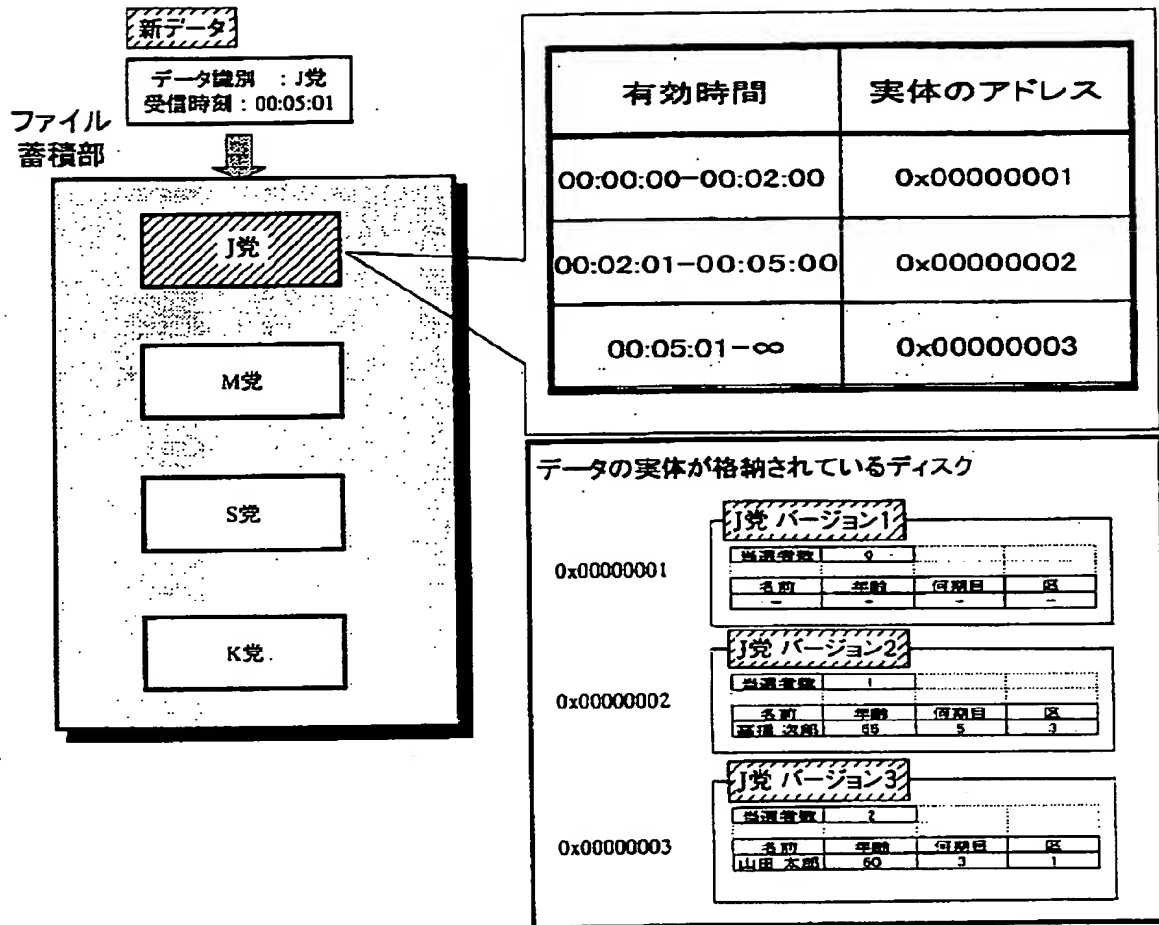 新データ
データ識別 : J党
受信時刻 : 00:05:01
ファイル
蓄積部
J党
M党
S党
K党
有効時間 実体のアドレス
00:00:00-00:02:00 0x00000001
00:02:01-00:05:00 0x00000002
00:05:01-∞ 0x00000003
データの実体が格納されているディスク
0x00000001
J党 バージョン1
当選者数 0
名前 年齢 何期目 区
- - - -
0x00000002
J党 バージョン2
当選者数 1
名前 年齢 何期目 区
次郎 5 3
0x00000003
J党 バージョン3
当選者数 2
名前 年齢 何期目 区
山田 太郎 60 3 1